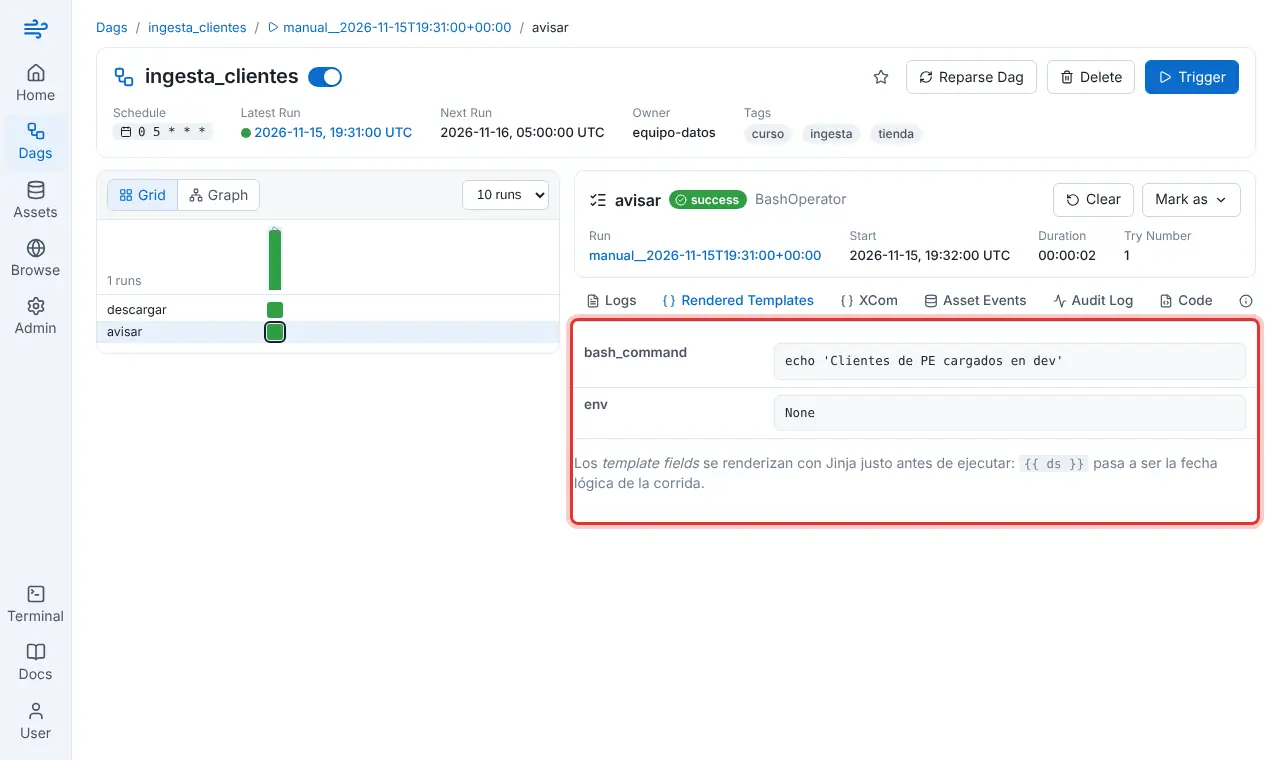 Dags / ingesta_clientes / manual__2026-11-15T19:31:00+00:00 / avisar
Home
Dags
Assets
Browse
Admin
Terminal
Docs
User
ingesta_clientes
Reparse Dag
Delete
Trigger
Schedule
0 5 * * *
Latest Run
2026-11-15, 19:31:00 UTC
Next Run
2026-11-16, 05:00:00 UTC
Owner
equipo-datos
Tags
curso ingesta tienda
Grid
Graph
10 runs
1 runs
descargar
avisar
avisar success BashOperator
Clear
Mark as
Run
manual__2026-11-15T19:31:00+00:00
Start
2026-11-15, 19:32:00 UTC
Duration
00:00:02
Try Number
1
Logs
{ } Rendered Templates
{ } XCom
Asset Events
Audit Log
Code
bash_command
echo 'Clientes de PE cargados en dev'
env
None
Los template fields se renderizan con Jinja justo antes de ejecutar: {{ ds }} pasa a ser la fecha
lógica de la corrida.